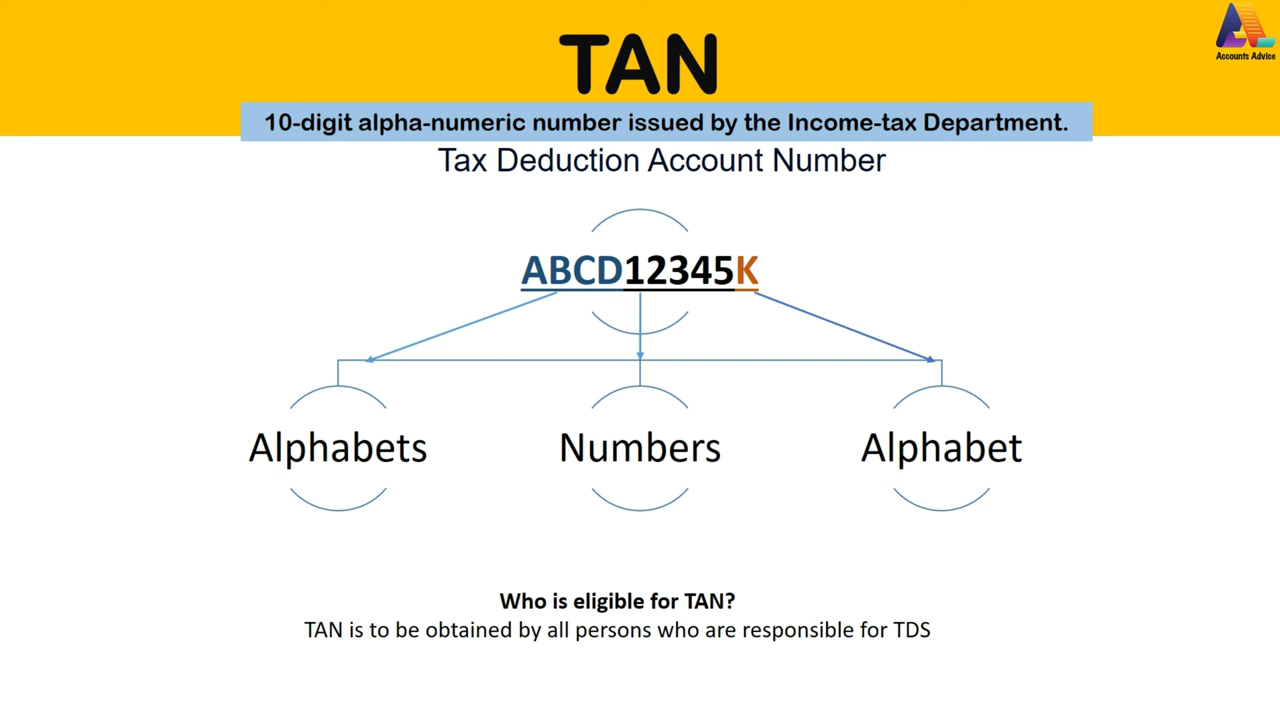 TAN
Accounts Advice
10-digit alpha-numeric number issued by the Income-tax Department.
Tax Deduction Account Number
ABCD12345K
Alphabets
Numbers
Alphabet
Who is eligible for TAN?
TAN is to be obtained by all persons who are responsible for TDS